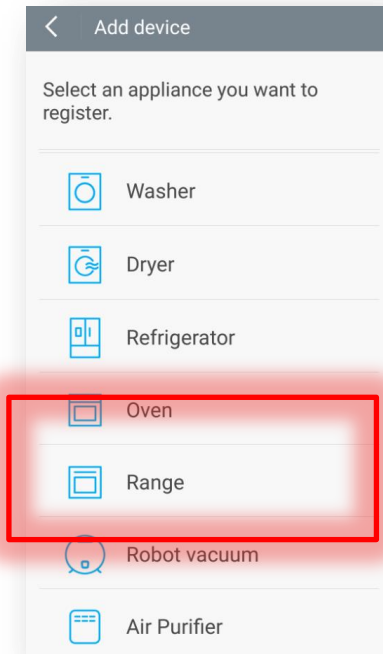 Add device
Select an appliance you want to
register.
Washer
Dryer
Refrigerator
Oven
Range
Robot vacuum
Air Purifier